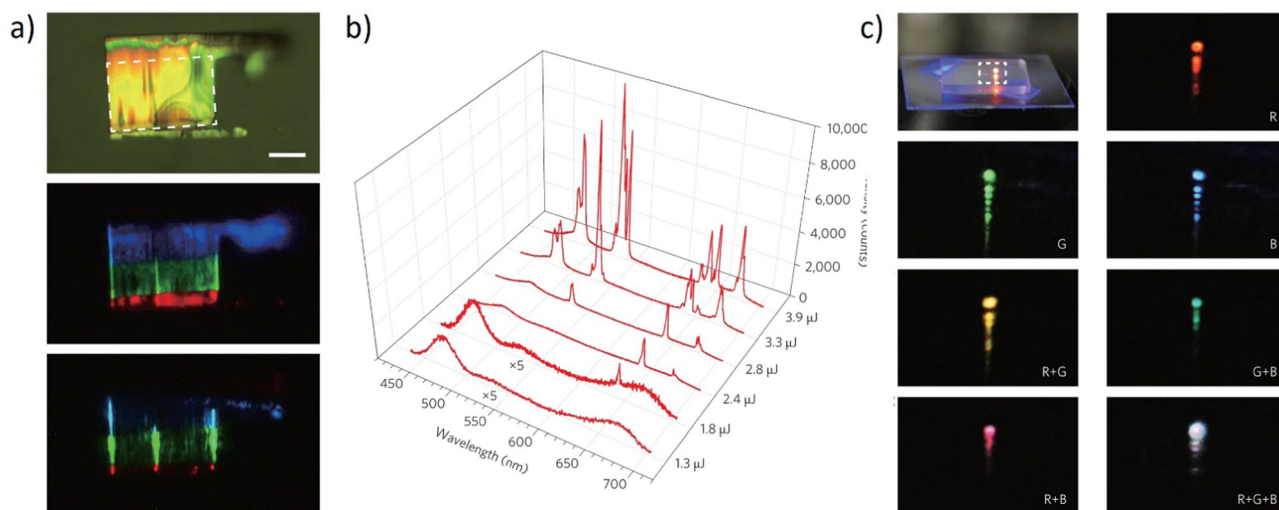 a)
b)
c)
10,000
8,000
6,000
4,000
2,000
0
(counts)
3.9 µJ
3.3 µJ
2.8 µJ
2.4 µJ
1.8 µJ
1.3 µJ
×5
×5
450
500
550
600
650
700
Wavelength (nm)
R
G
B
R+G
G+B
R+B
R+G+B